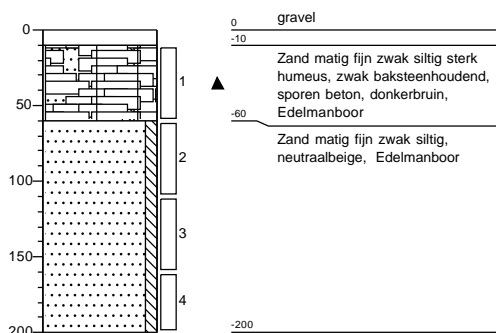 0
50
100
150
200
1
2
3
4
0
gravel
-10
Zand matig fijn zwak siltig sterk
humeus, zwak baksteenhoudend,
sporen beton, donkerbruin,
Edelmanboor
-60
Zand matig fijn zwak siltig,
neutraalbeige, Edelmanboor
-200